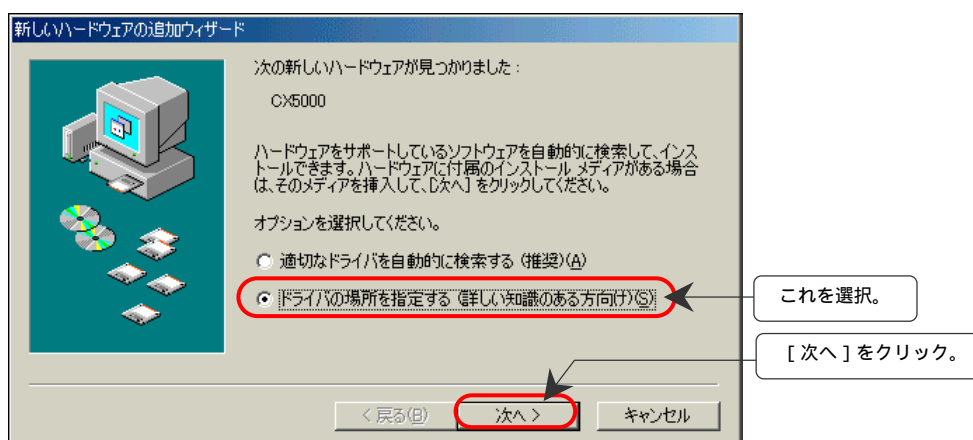 新しいハードウェアの追加ウィザード
次の新しいハードウェアが見つかりました :
CX5000
ハードウェアをサポートしているソフトウェアを自動的に検索して、インス
トールできます。ハードウェアに付属のインストール メディアがある場合
は、そのメディアを挿入して、[次へ] をクリックしてください。
オプションを選択してください。
適切なドライバを自動的に検索する (推奨)(A)
ドライバの場所を指定する (詳しい知識のある方向け)(S)
これを選択。
[ 次へ ] をクリック。
< 戻る(B)
次へ >
キャンセル